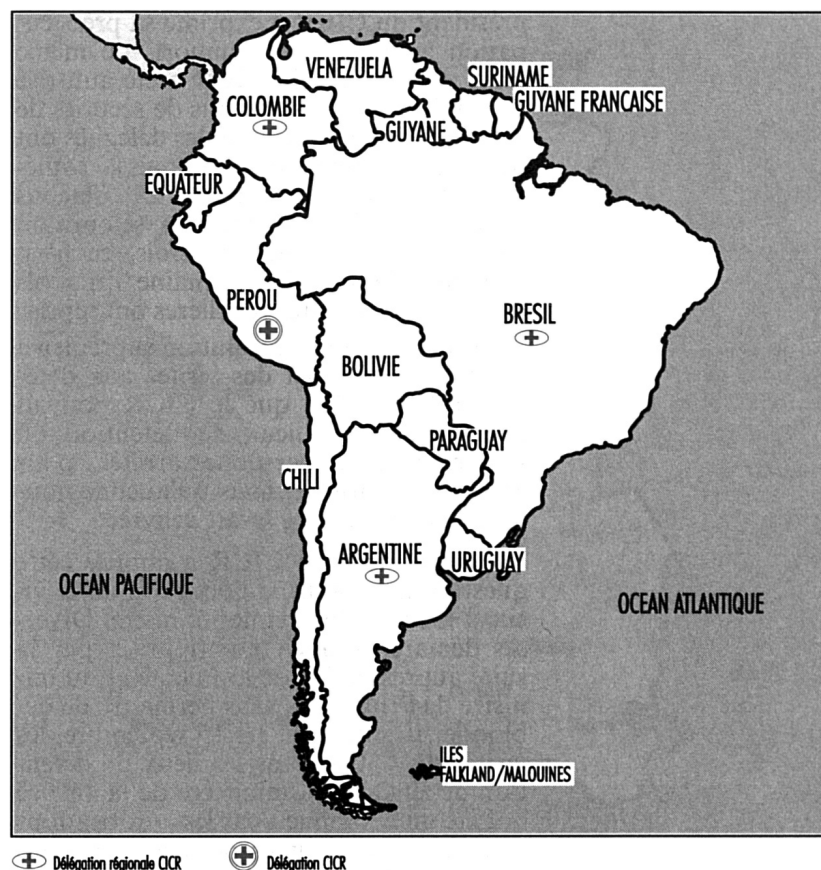 VENEZUELA
SURINAME
GUYANE FRANCAISE
COLOMBIE
GUYANE
EQUATEUR
PEROU
BRESIL
BOLIVIE
PARAGUAY
CHILI
ARGENTINE
URUGUAY
OCEAN PACIFIQUE
OCEAN ATLANTIQUE
ILES
FALKLAND/MALOUINES
Délégation régionale CICR
Délégation CICR